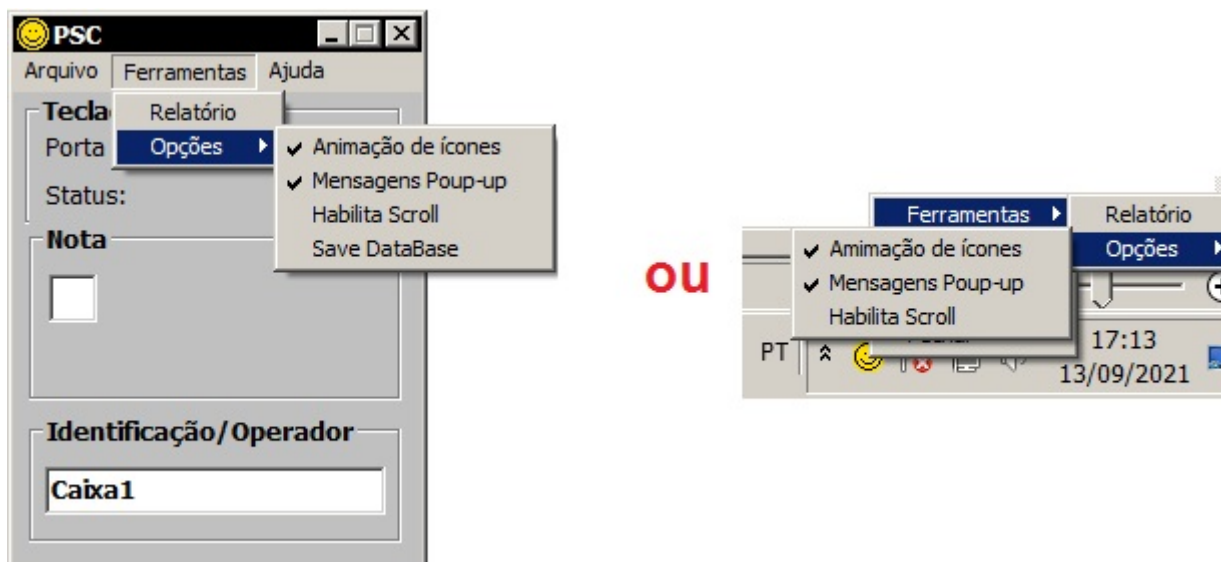 PSC
Arquivo Ferramentas Ajuda
Tecla
Relatório
Porta
Opções
Animação de ícones
Mensagens Poup-up
Habilita Scroll
Save DataBase
Status:
Nota
Identificação/Operador
Caixa1
ou
Ferramentas
Relatório
Opções
Amimação de ícones
Mensagens Poup-up
Habilita Scroll
PT
17:13
13/09/2021